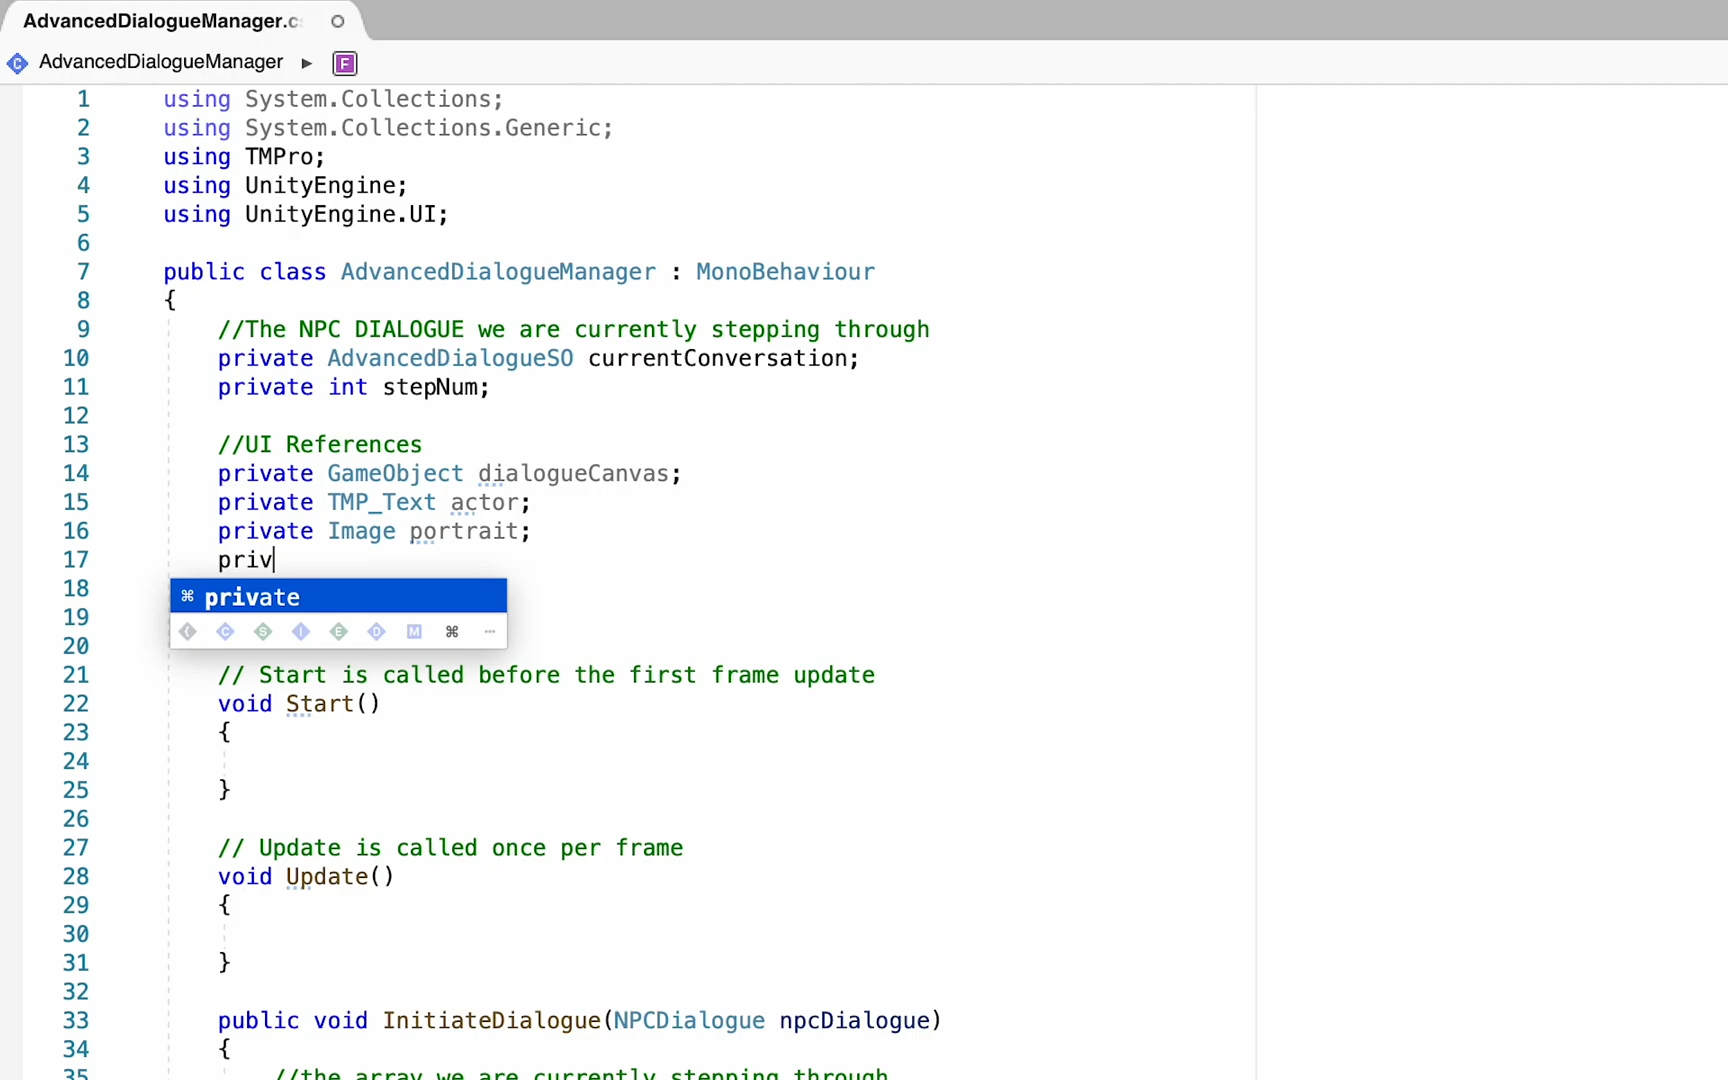 AdvancedDialogueManager.cs
AdvancedDialogueManager ▸ F
1 using System.Collections;
2 using System.Collections.Generic;
3 using TMPro;
4 using UnityEngine;
5 using UnityEngine.UI;
6
7 public class AdvancedDialogueManager : MonoBehaviour
8 {
9 //The NPC DIALOGUE we are currently stepping through
10 private AdvancedDialogueSO currentConversation;
11 private int stepNum;
12
13 //UI References
14 private GameObject dialogueCanvas;
15 private TMP_Text actor;
16 private Image portrait;
17 priv
18 ⌘ private
19
20
21 // Start is called before the first frame update
22 void Start()
23 {
24
25 }
26
27 // Update is called once per frame
28 void Update()
29 {
30
31 }
32
33 public void InitiateDialogue(NPCDialogue npcDialogue)
34 {
35 //the array we are currently stepping through